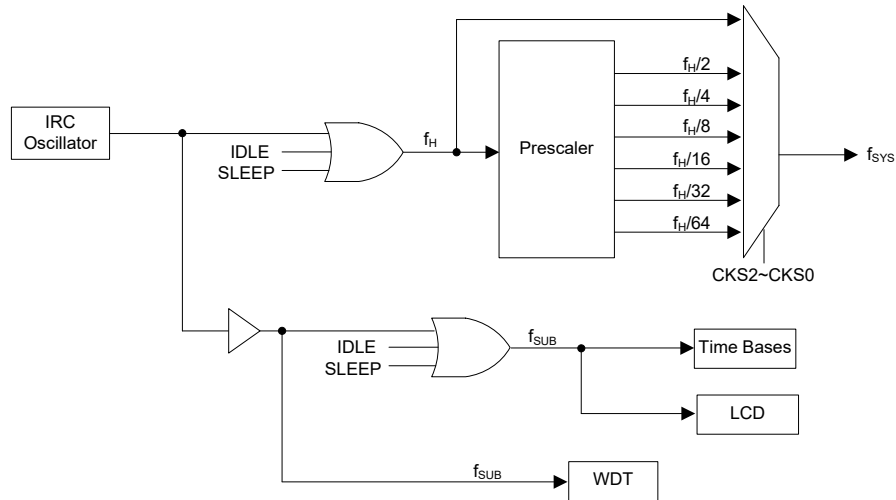 IRC
Oscillator
IDLE
SLEEP
fH
Prescaler
fH/2
fH/4
fH/8
fH/16
fH/32
fH/64
fSYS
CKS2~CKS0
IDLE
SLEEP
fSUB
Time Bases
LCD
fSUB
WDT